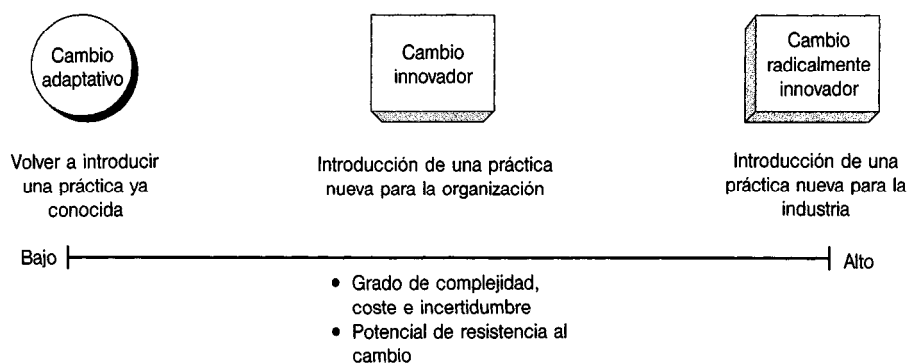 Cambio
adaptativo
Cambio
innovador
Cambio
radicalmente
innovador
Volver a introducir
una práctica ya
conocida
Introducción de una práctica
nueva para la organización
Introducción de una
práctica nueva para la
industria
Bajo
Alto
• Grado de complejidad,
coste e incertidumbre
• Potencial de resistencia al
cambio